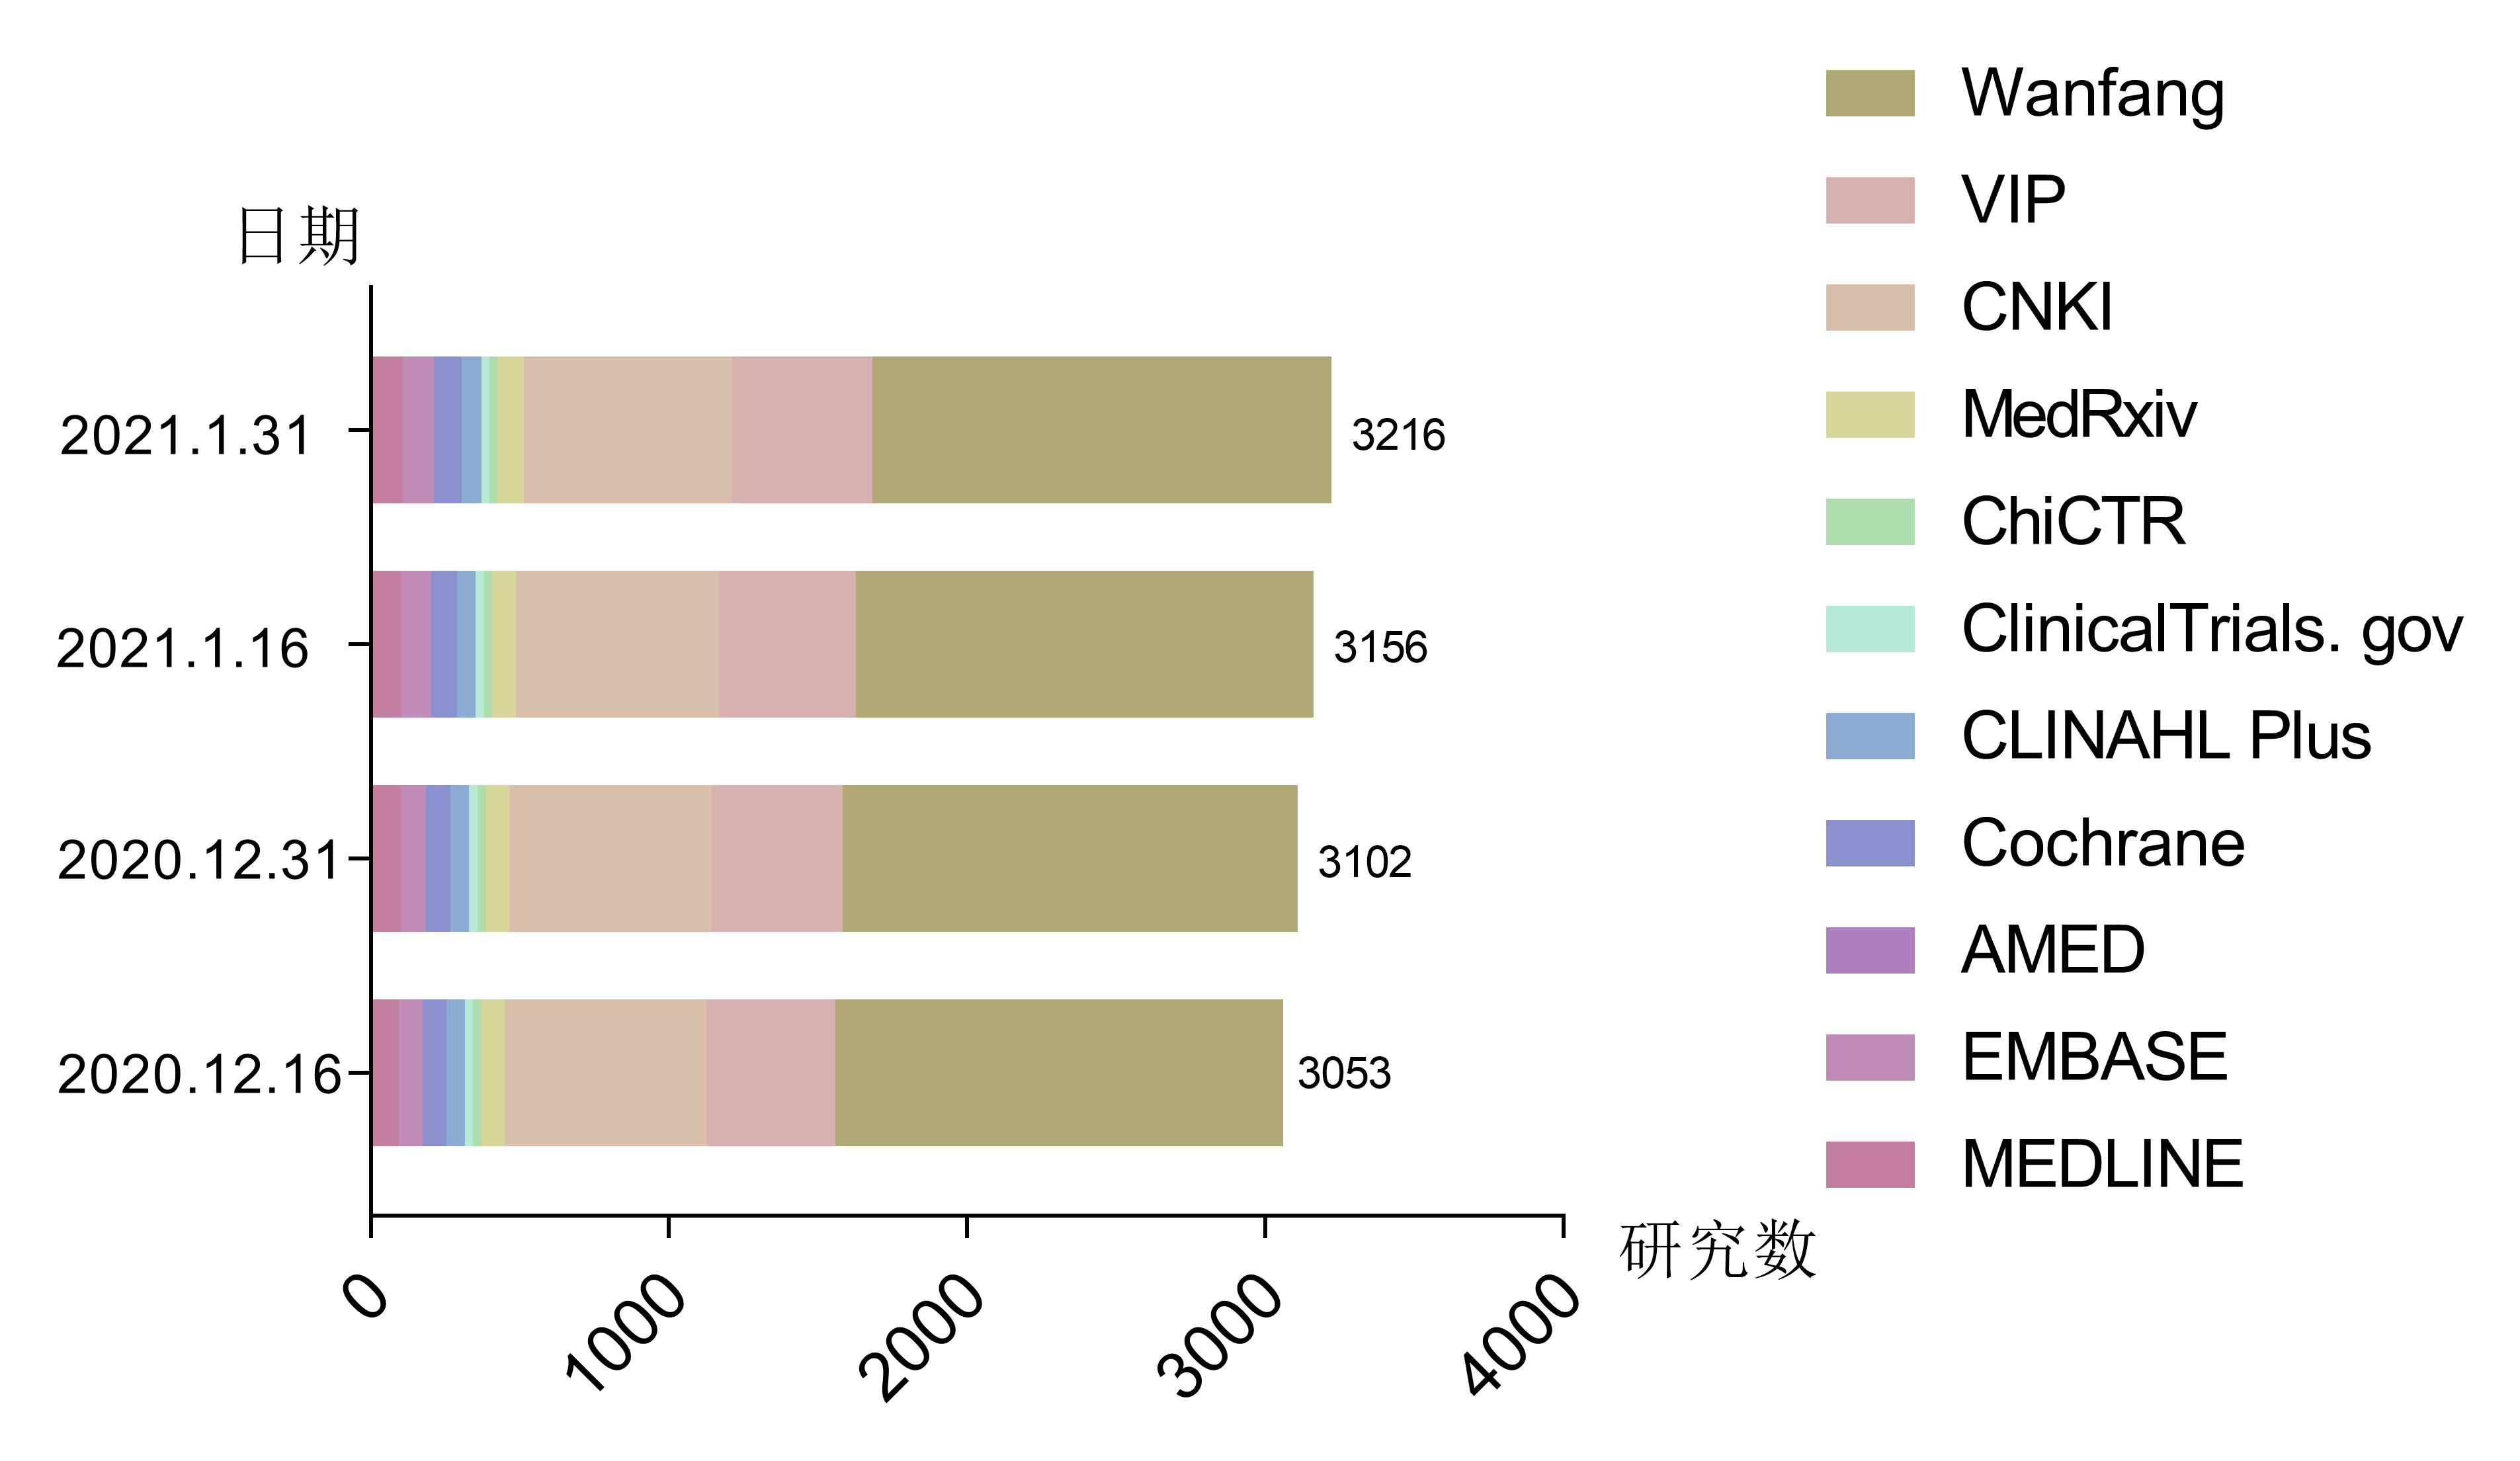 日期
2021.1.31
3216
2021.1.16
3156
2020.12.31
3102
2020.12.16
3053
0
1000
2000
3000
4000
研究数
Wanfang
VIP
CNKI
MedRxiv
ChiCTR
ClinicalTrials. gov
CLINAHL Plus
Cochrane
AMED
EMBASE
MEDLINE